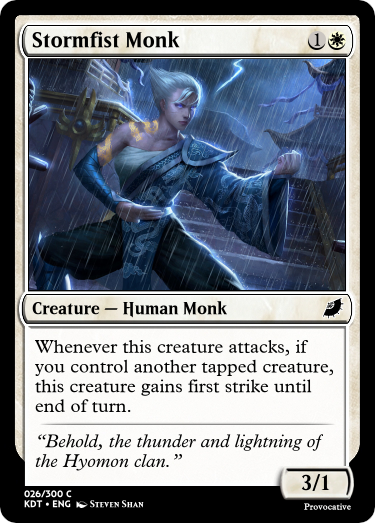 Stormfist Monk
1
Creature — Human Monk
Whenever this creature attacks, if
you control another tapped creature,
this creature gains first strike until
end of turn.
“Behold, the thunder and lightning of
the Hyomon clan.”
3/1
026/300 C
KDT • ENG Steven Shan
Provocative